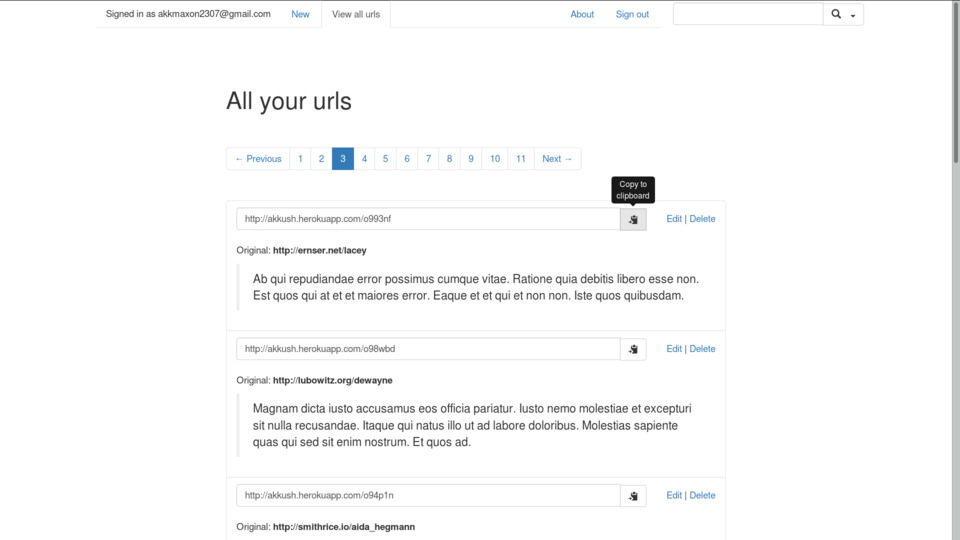 Signed in as akkmaxon2307@gmail.com New View all urls About Sign out
All your urls
← Previous 1 2 3 4 5 6 7 8 9 10 11 Next →
Copy to
clipboard
http://akkush.herokuapp.com/o993nf Edit | Delete
Original: http://ernser.net/lacey
Ab qui repudiandae error possimus cumque vitae. Ratione quia debitis libero esse non.
Est quos qui at et et maiores error. Eaque et et qui et non non. Iste quos quibusdam.
http://akkush.herokuapp.com/o98wbd Edit | Delete
Original: http://lubowitz.org/dewayne
Magnam dicta iusto accusamus eos officia pariatur. Iusto nemo molestiae et excepturi
sit nulla recusandae. Itaque qui natus illo ut ad labore doloribus. Molestias sapiente
quas qui sed sit enim nostrum. Et quos ad.
http://akkush.herokuapp.com/o94p1n Edit | Delete
Original: http://smithrice.io/aida_hegmann